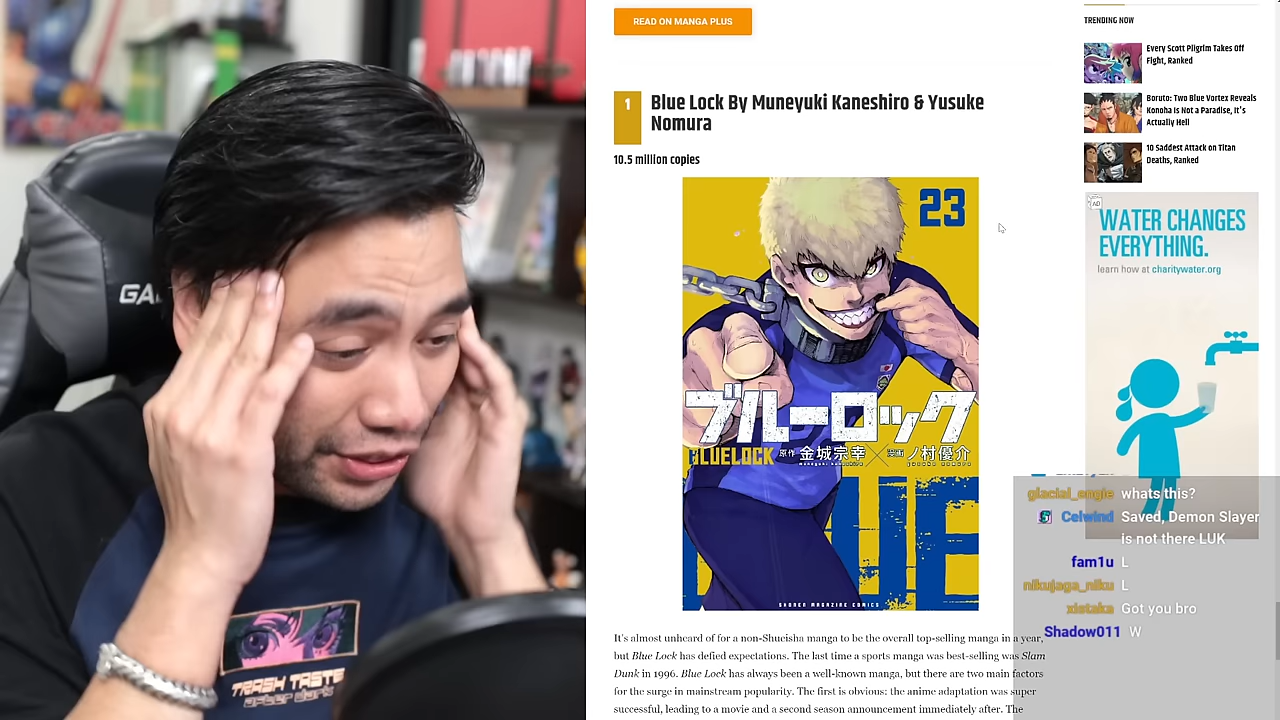 READ ON MANGA PLUS
1
Blue Lock By Muneyuki Kaneshiro & Yusuke
Nomura
10.5 million copies
23
ブルーロック
BLUELOCK
原作 金城宗幸 × 漫画 ノ村優介
SHONEN MAGAZINE COMICS
It's almost unheard of for a non-Shueisha manga to be the overall top-selling manga in a year,
but Blue Lock has defied expectations. The last time a sports manga was best-selling was Slam
Dunk in 1996. Blue Lock has always been a well-known manga, but there are two main factors
for the surge in mainstream popularity. The first is obvious: the anime adaptation was super
successful, leading to a movie and a second season announcement immediately after. The
TRENDING NOW
Every Scott Pilgrim Takes Off
Fight, Ranked
Boruto: Two Blue Vortex Reveals
Konoha Is Not a Paradise, It's
Actually Hell
10 Saddest Attack on Titan
Deaths, Ranked
AD
WATER CHANGES
EVERYTHING.
learn how at charitywater.org
glacial_engie whats this?
Celwind Saved, Demon Slayer
is not there LUK
fam1u L
nikujaga_niku L
xistaka Got you bro
Shadow011 W
GA
TRASH TASTE
after dark